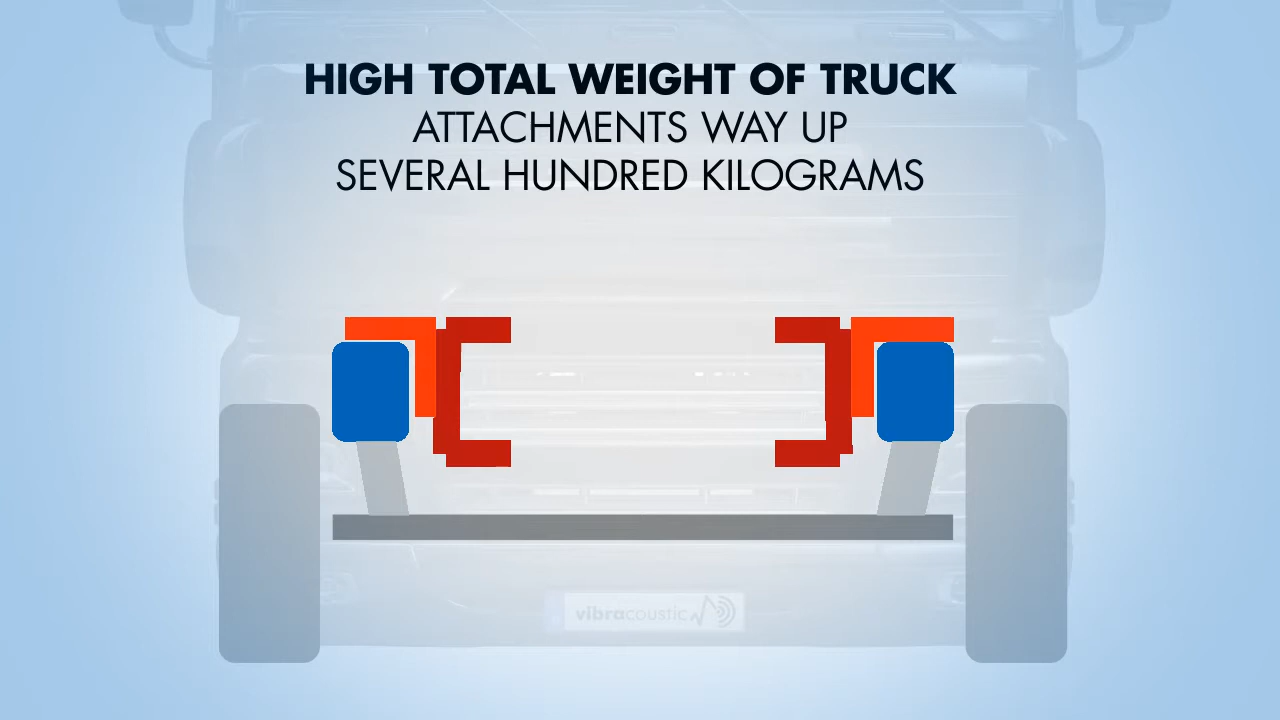 HIGH TOTAL WEIGHT OF TRUCK
ATTACHMENTS WAY UP
SEVERAL HUNDRED KILOGRAMS
vibracoustic